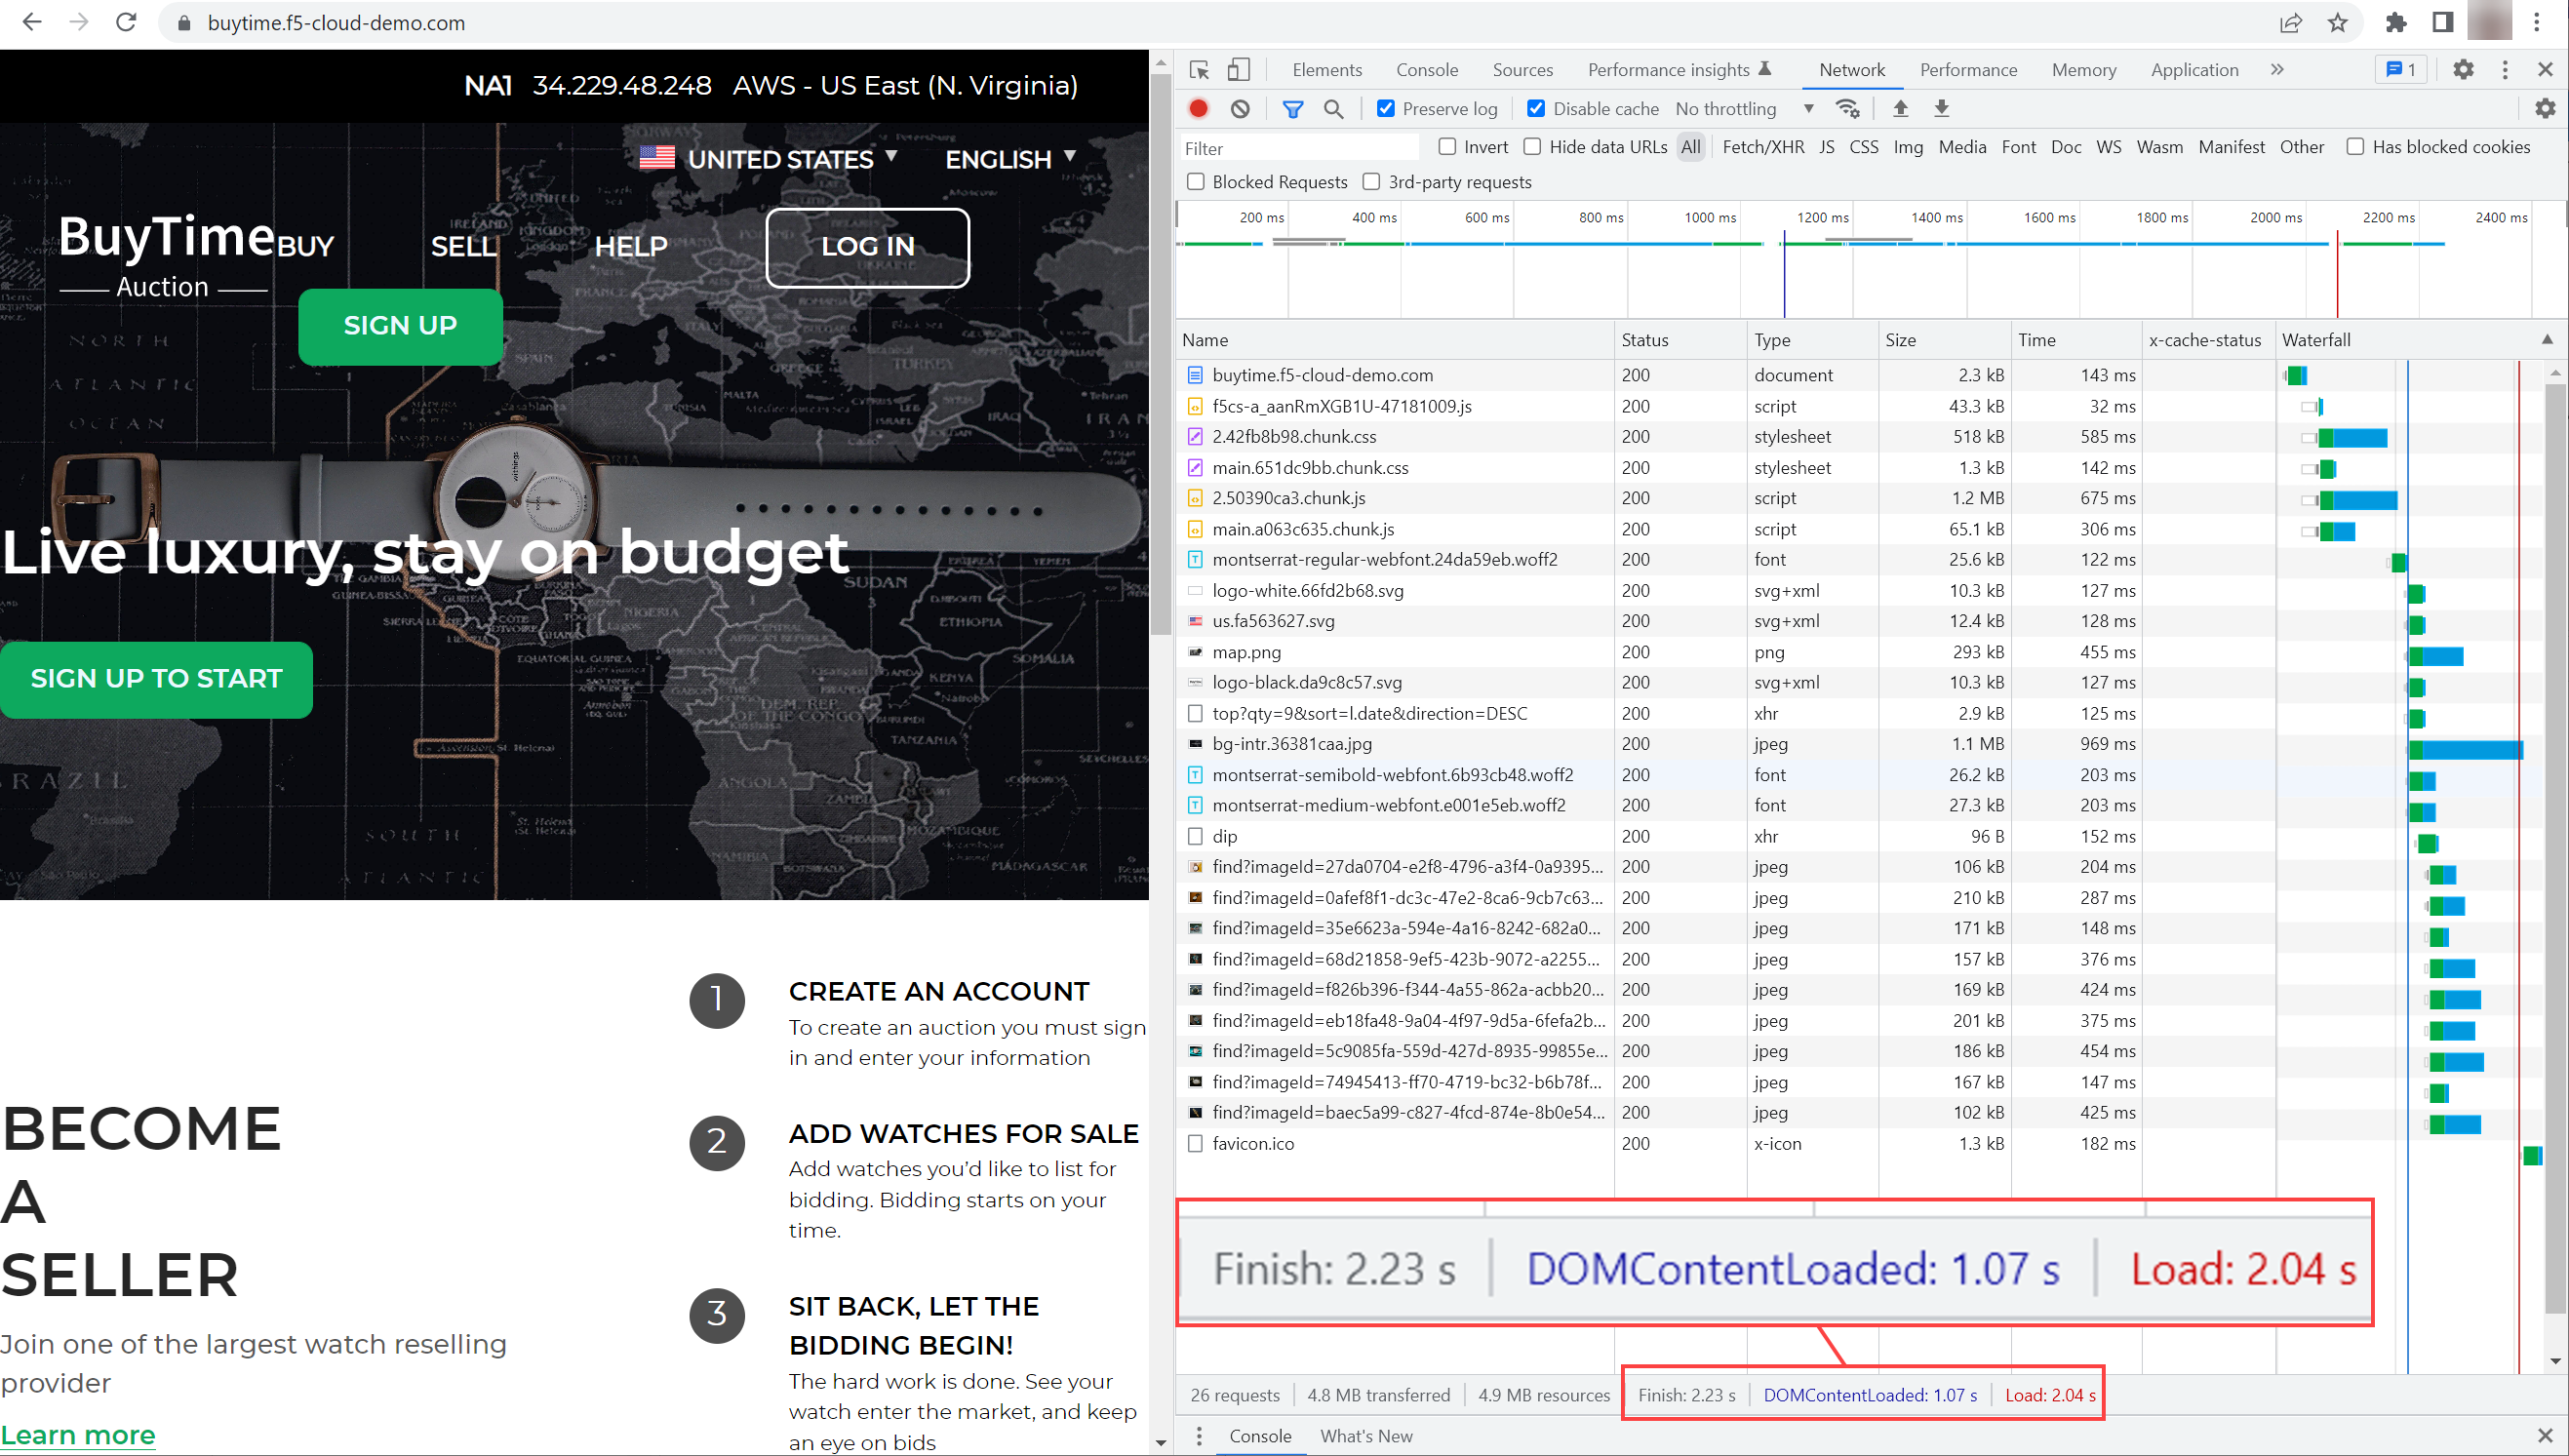 buytime.f5-cloud-demo.com
NA1 34.229.48.248 AWS - US East (N. Virginia)
UNITED STATES ▼ ENGLISH ▼
BuyTime
Auction
BUY SELL HELP LOG IN
SIGN UP
Live luxury, stay on budget
SIGN UP TO START
NORTH
ATLANTIC
OCEAN
SPAIN
SUDAN
ETHIOPIA
SOMALIA
KENYA
NIGERIA
EQUATORIAL GUINEA
DEM. REP.
OF THE CONGO
TANZANIA
ANGOLA
BRAZIL
SOUTH
ATLANTIC
NAMIBIA
MADAGASCAR
1
CREATE AN ACCOUNT
To create an auction you must sign
in and enter your information
2
ADD WATCHES FOR SALE
Add watches you'd like to list for
bidding. Bidding starts on your
time.
3
SIT BACK, LET THE
BIDDING BEGIN!
The hard work is done. See your
watch enter the market, and keep
an eye on bids
BECOME
A
SELLER
Join one of the largest watch reselling
provider
Learn more
Elements Console Sources Performance insights Network Performance Memory Application 1
Preserve log Disable cache No throttling
Filter Invert Hide data URLs All Fetch/XHR JS CSS Img Media Font Doc WS Wasm Manifest Other Has blocked cookies
Blocked Requests 3rd-party requests
200 ms 400 ms 600 ms 800 ms 1000 ms 1200 ms 1400 ms 1600 ms 1800 ms 2000 ms 2200 ms 2400 ms
Name Status Type Size Time x-cache-status Waterfall
buytime.f5-cloud-demo.com 200 document 2.3 kB 143 ms
f5cs-a_aanRmXGB1U-47181009.js 200 script 43.3 kB 32 ms
2.42fb8b98.chunk.css 200 stylesheet 518 kB 585 ms
main.651dc9bb.chunk.css 200 stylesheet 1.3 kB 142 ms
2.50390ca3.chunk.js 200 script 1.2 MB 675 ms
main.a063c635.chunk.js 200 script 65.1 kB 306 ms
montserrat-regular-webfont.24da59eb.woff2 200 font 25.6 kB 122 ms
logo-white.66fd2b68.svg 200 svg+xml 10.3 kB 127 ms
us.fa563627.svg 200 svg+xml 12.4 kB 128 ms
map.png 200 png 293 kB 455 ms
logo-black.da9c8c57.svg 200 svg+xml 10.3 kB 127 ms
top?qty=9&sort=l.date&direction=DESC 200 xhr 2.9 kB 125 ms
bg-intr.36381caa.jpg 200 jpeg 1.1 MB 969 ms
montserrat-semibold-webfont.6b93cb48.woff2 200 font 26.2 kB 203 ms
montserrat-medium-webfont.e001e5eb.woff2 200 font 27.3 kB 203 ms
dip 200 xhr 96 B 152 ms
find?imageId=27da0704-e2f8-4796-a3f4-0a9395... 200 jpeg 106 kB 204 ms
find?imageId=0afef8f1-dc3c-47e2-8ca6-9cb7c63... 200 jpeg 210 kB 287 ms
find?imageId=35e6623a-594e-4a16-8242-682a0... 200 jpeg 171 kB 148 ms
find?imageId=68d21858-9ef5-423b-9072-a2255... 200 jpeg 157 kB 376 ms
find?imageId=f826b396-f344-4a55-862a-acbb20... 200 jpeg 169 kB 424 ms
find?imageId=eb18fa48-9a04-4f97-9d5a-6fefa2b... 200 jpeg 201 kB 375 ms
find?imageId=5c9085fa-559d-427d-8935-99855e... 200 jpeg 186 kB 454 ms
find?imageId=74945413-ff70-4719-bc32-b6b78f... 200 jpeg 167 kB 147 ms
find?imageId=baec5a99-c827-4fcd-874e-8b0e54... 200 jpeg 102 kB 425 ms
favicon.ico 200 x-icon 1.3 kB 182 ms
Finish: 2.23 s DOMContentLoaded: 1.07 s Load: 2.04 s
26 requests 4.8 MB transferred 4.9 MB resources Finish: 2.23 s DOMContentLoaded: 1.07 s Load: 2.04 s
Console What's New